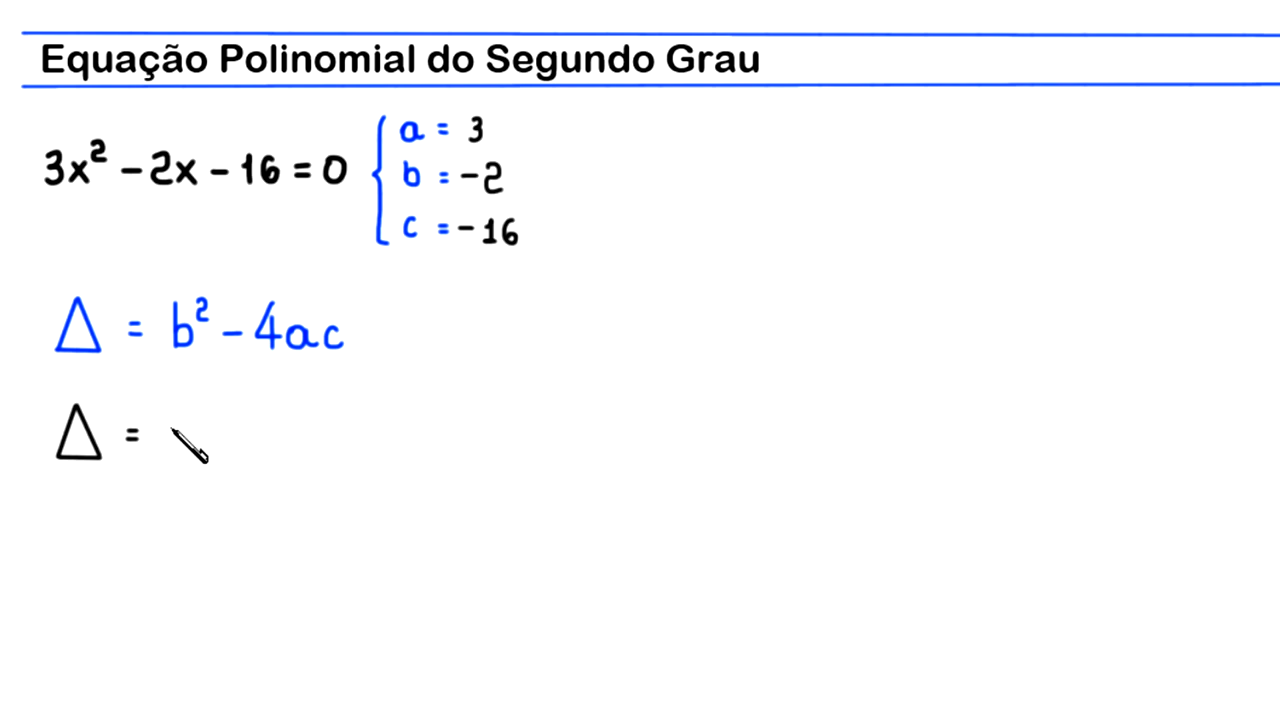 Equação Polinomial do Segundo Grau
3x² - 2x - 16 = 0
a = 3
b = -2
c = -16
Δ = b² - 4ac
Δ =